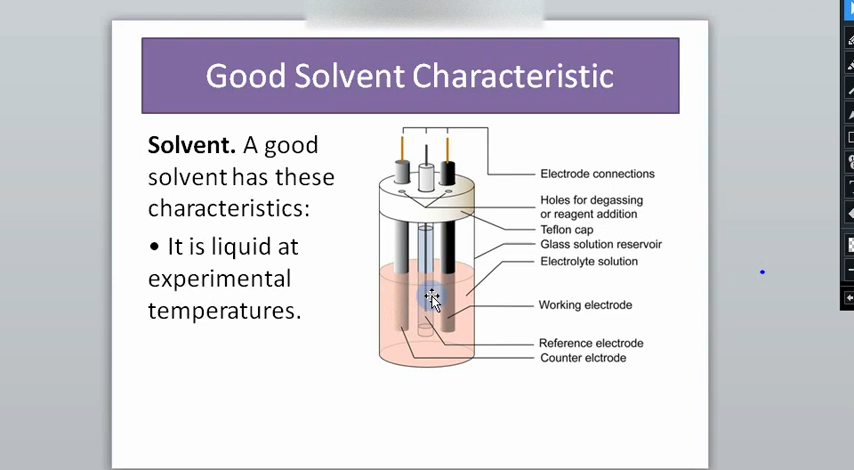 Good Solvent Characteristic
Solvent. A good
solvent has these
characteristics:
• It is liquid at
experimental
temperatures.
Electrode connections
Holes for degassing
or reagent addition
Teflon cap
Glass solution reservoir
Electrolyte solution
Working electrode
Reference electrode
Counter elctrode